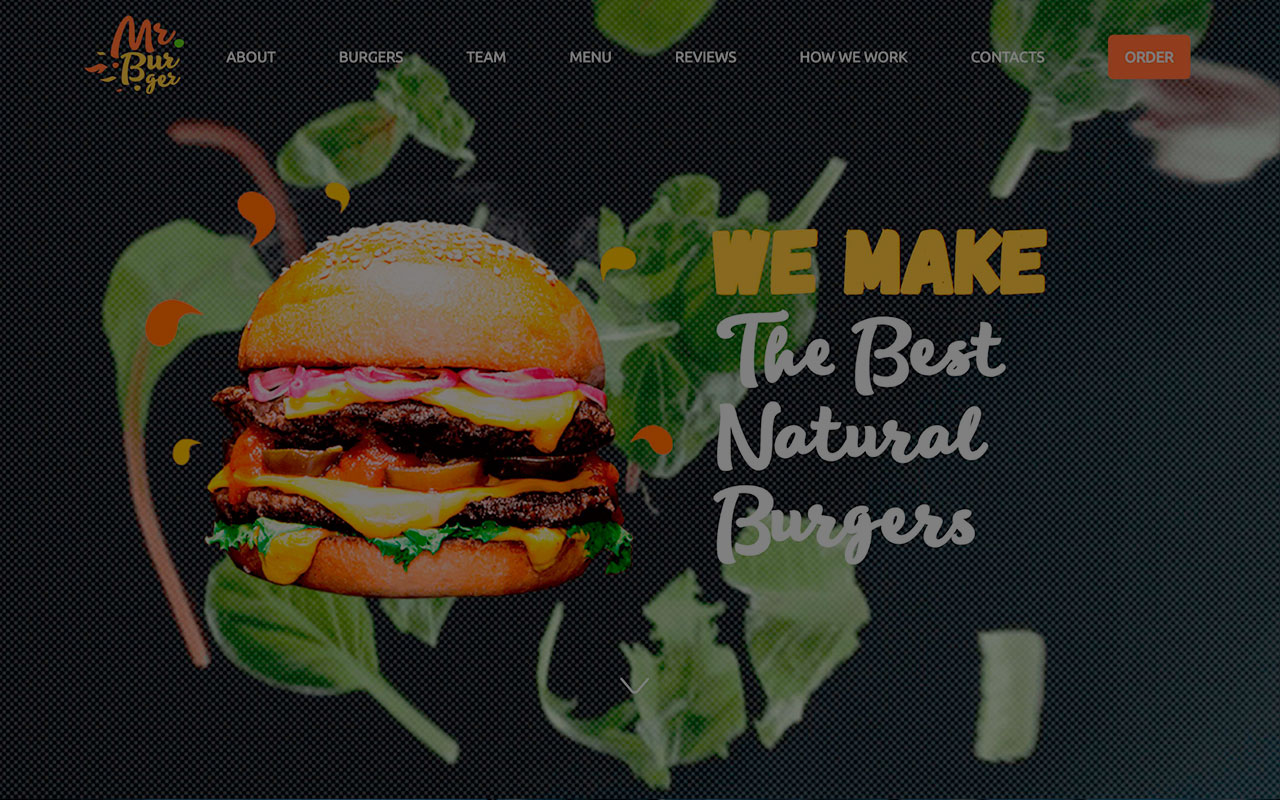 Mr.
Bur
ger
ABOUT
BURGERS
TEAM
MENU
REVIEWS
HOW WE WORK
CONTACTS
ORDER
WE MAKE
The Best
Natural
Burgers